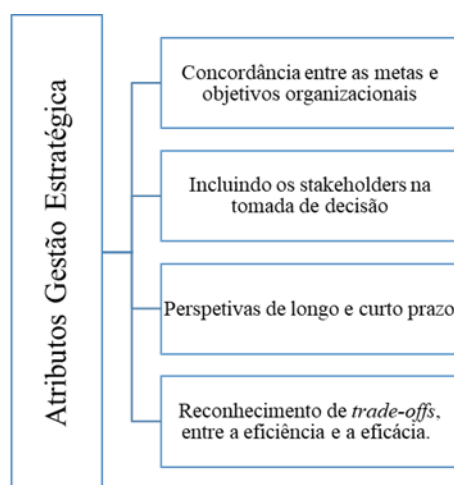 Atributos Gestão Estratégica
Concordância entre as metas e
objetivos organizacionais
Incluindo os stakeholders na
tomada de decisão
Perspetivas de longo e curto prazo
Reconhecimento de trade-offs,
entre a eficiência e a eficácia.